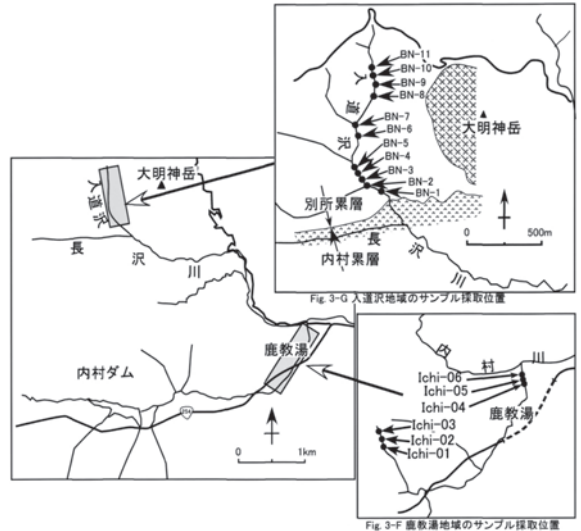 BN-11
BN-10
BN-9
BN-8
入道沢
BN-7
BN-6
BN-5
BN-4
BN-3
BN-2
BN-1
大明神岳
別所累層
内村累層
長沢川
0 500m
Fig. 3-G 入道沢地域のサンプル採取位置
大明神岳
入道沢
長沢川
鹿教湯
内村ダム
254
0 1km
内村川
Ichi-06
Ichi-05
Ichi-04
鹿教湯
Ichi-03
Ichi-02
Ichi-01
Fig. 3-F 鹿教湯地域のサンプル採取位置